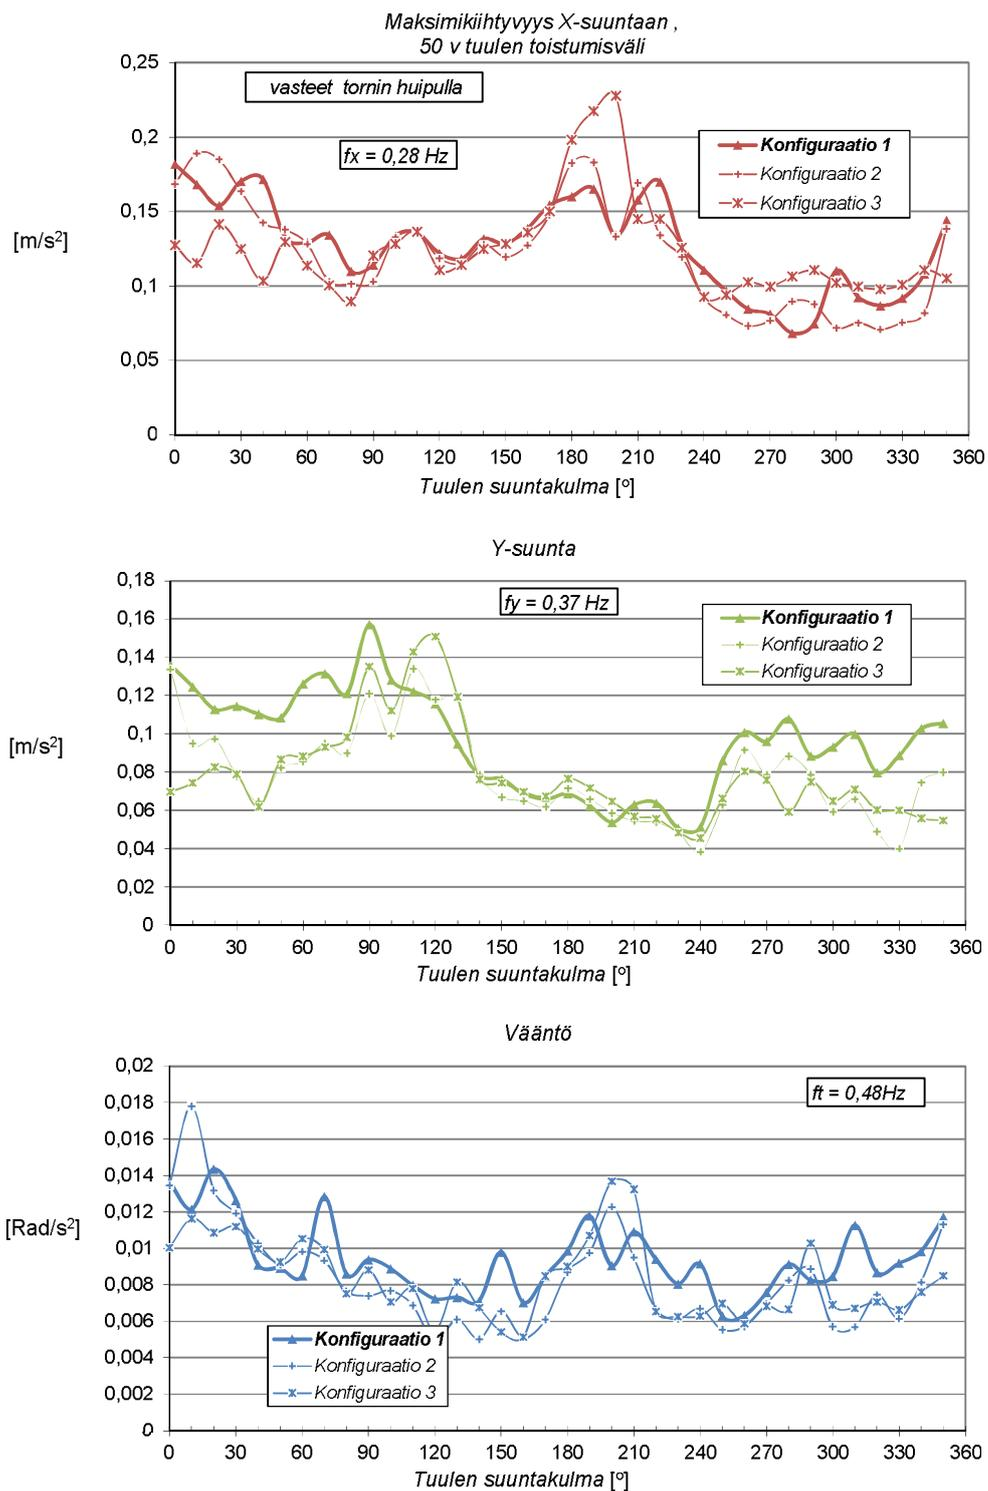 Maksimikiihtyvyys X-suuntaan ,
50 v tuulen toistumisväli
0,25
vasteet tornin huipulla
0,2
fx = 0,28 Hz
Konfiguraatio 1
Konfiguraatio 2
Konfiguraatio 3
0,15
[m/s²]
0,1
0,05
0
0 30 60 90 120 150 180 210 240 270 300 330 360
Tuulen suuntakulma [°]
Y-suunta
0,18
fy = 0,37 Hz
0,16
Konfiguraatio 1
Konfiguraatio 2
Konfiguraatio 3
0,14
0,12
0,1
[m/s²]
0,08
0,06
0,04
0,02
0
0 30 60 90 120 150 180 210 240 270 300 330 360
Tuulen suuntakulma [°]
Vääntö
0,02
ft = 0,48Hz
0,018
0,016
0,014
0,012
[Rad/s²]
0,01
0,008
0,006
Konfiguraatio 1
Konfiguraatio 2
Konfiguraatio 3
0,004
0,002
0
0 30 60 90 120 150 180 210 240 270 300 330 360
Tuulen suuntakulma [°]